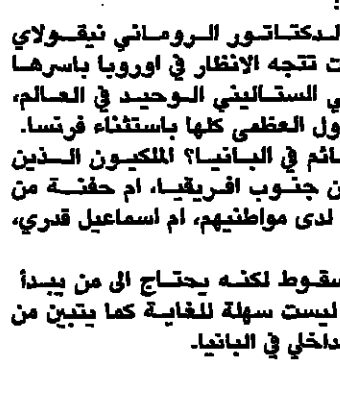 الدكتاتور الروماني نيقولاي
ت تتجه الانظار في اوروبا باسرها
ي الستاليني الوحيد في العالم،
ول العظمى كلها باستثناء فرنسا.
ائم في البانيا؟ الملكيون الذين
ن جنوب افريقيا، ام حفنة من
لدى مواطنيهم، ام اسماعيل قدري،
سقوط لكنه يحتاج الى من يبدأ
ليست سهلة للغاية كما يتبين من
داخلي في البانيا.